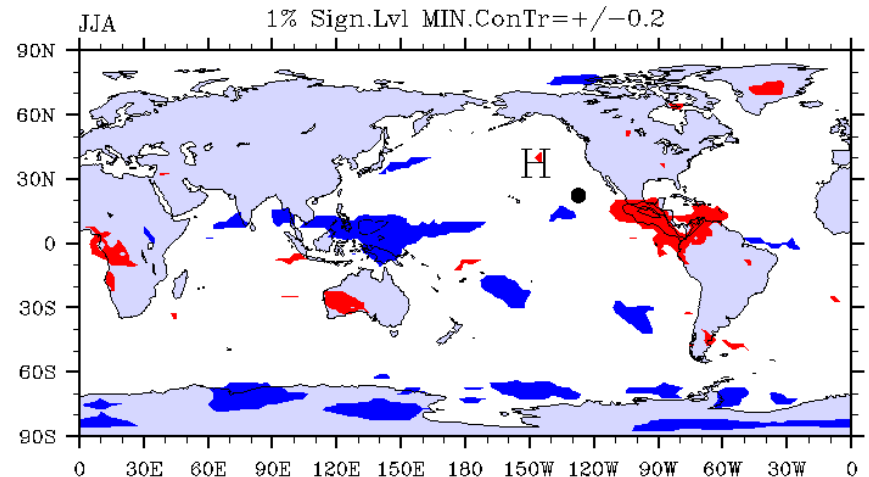 JJA 1% Sign.Lvl MIN.ConTr=+/-0.2
90N
60N
30N
H
0
30S
60S
90S
0 30E 60E 90E 120E 150E 180 150W 120W 90W 60W 30W 0